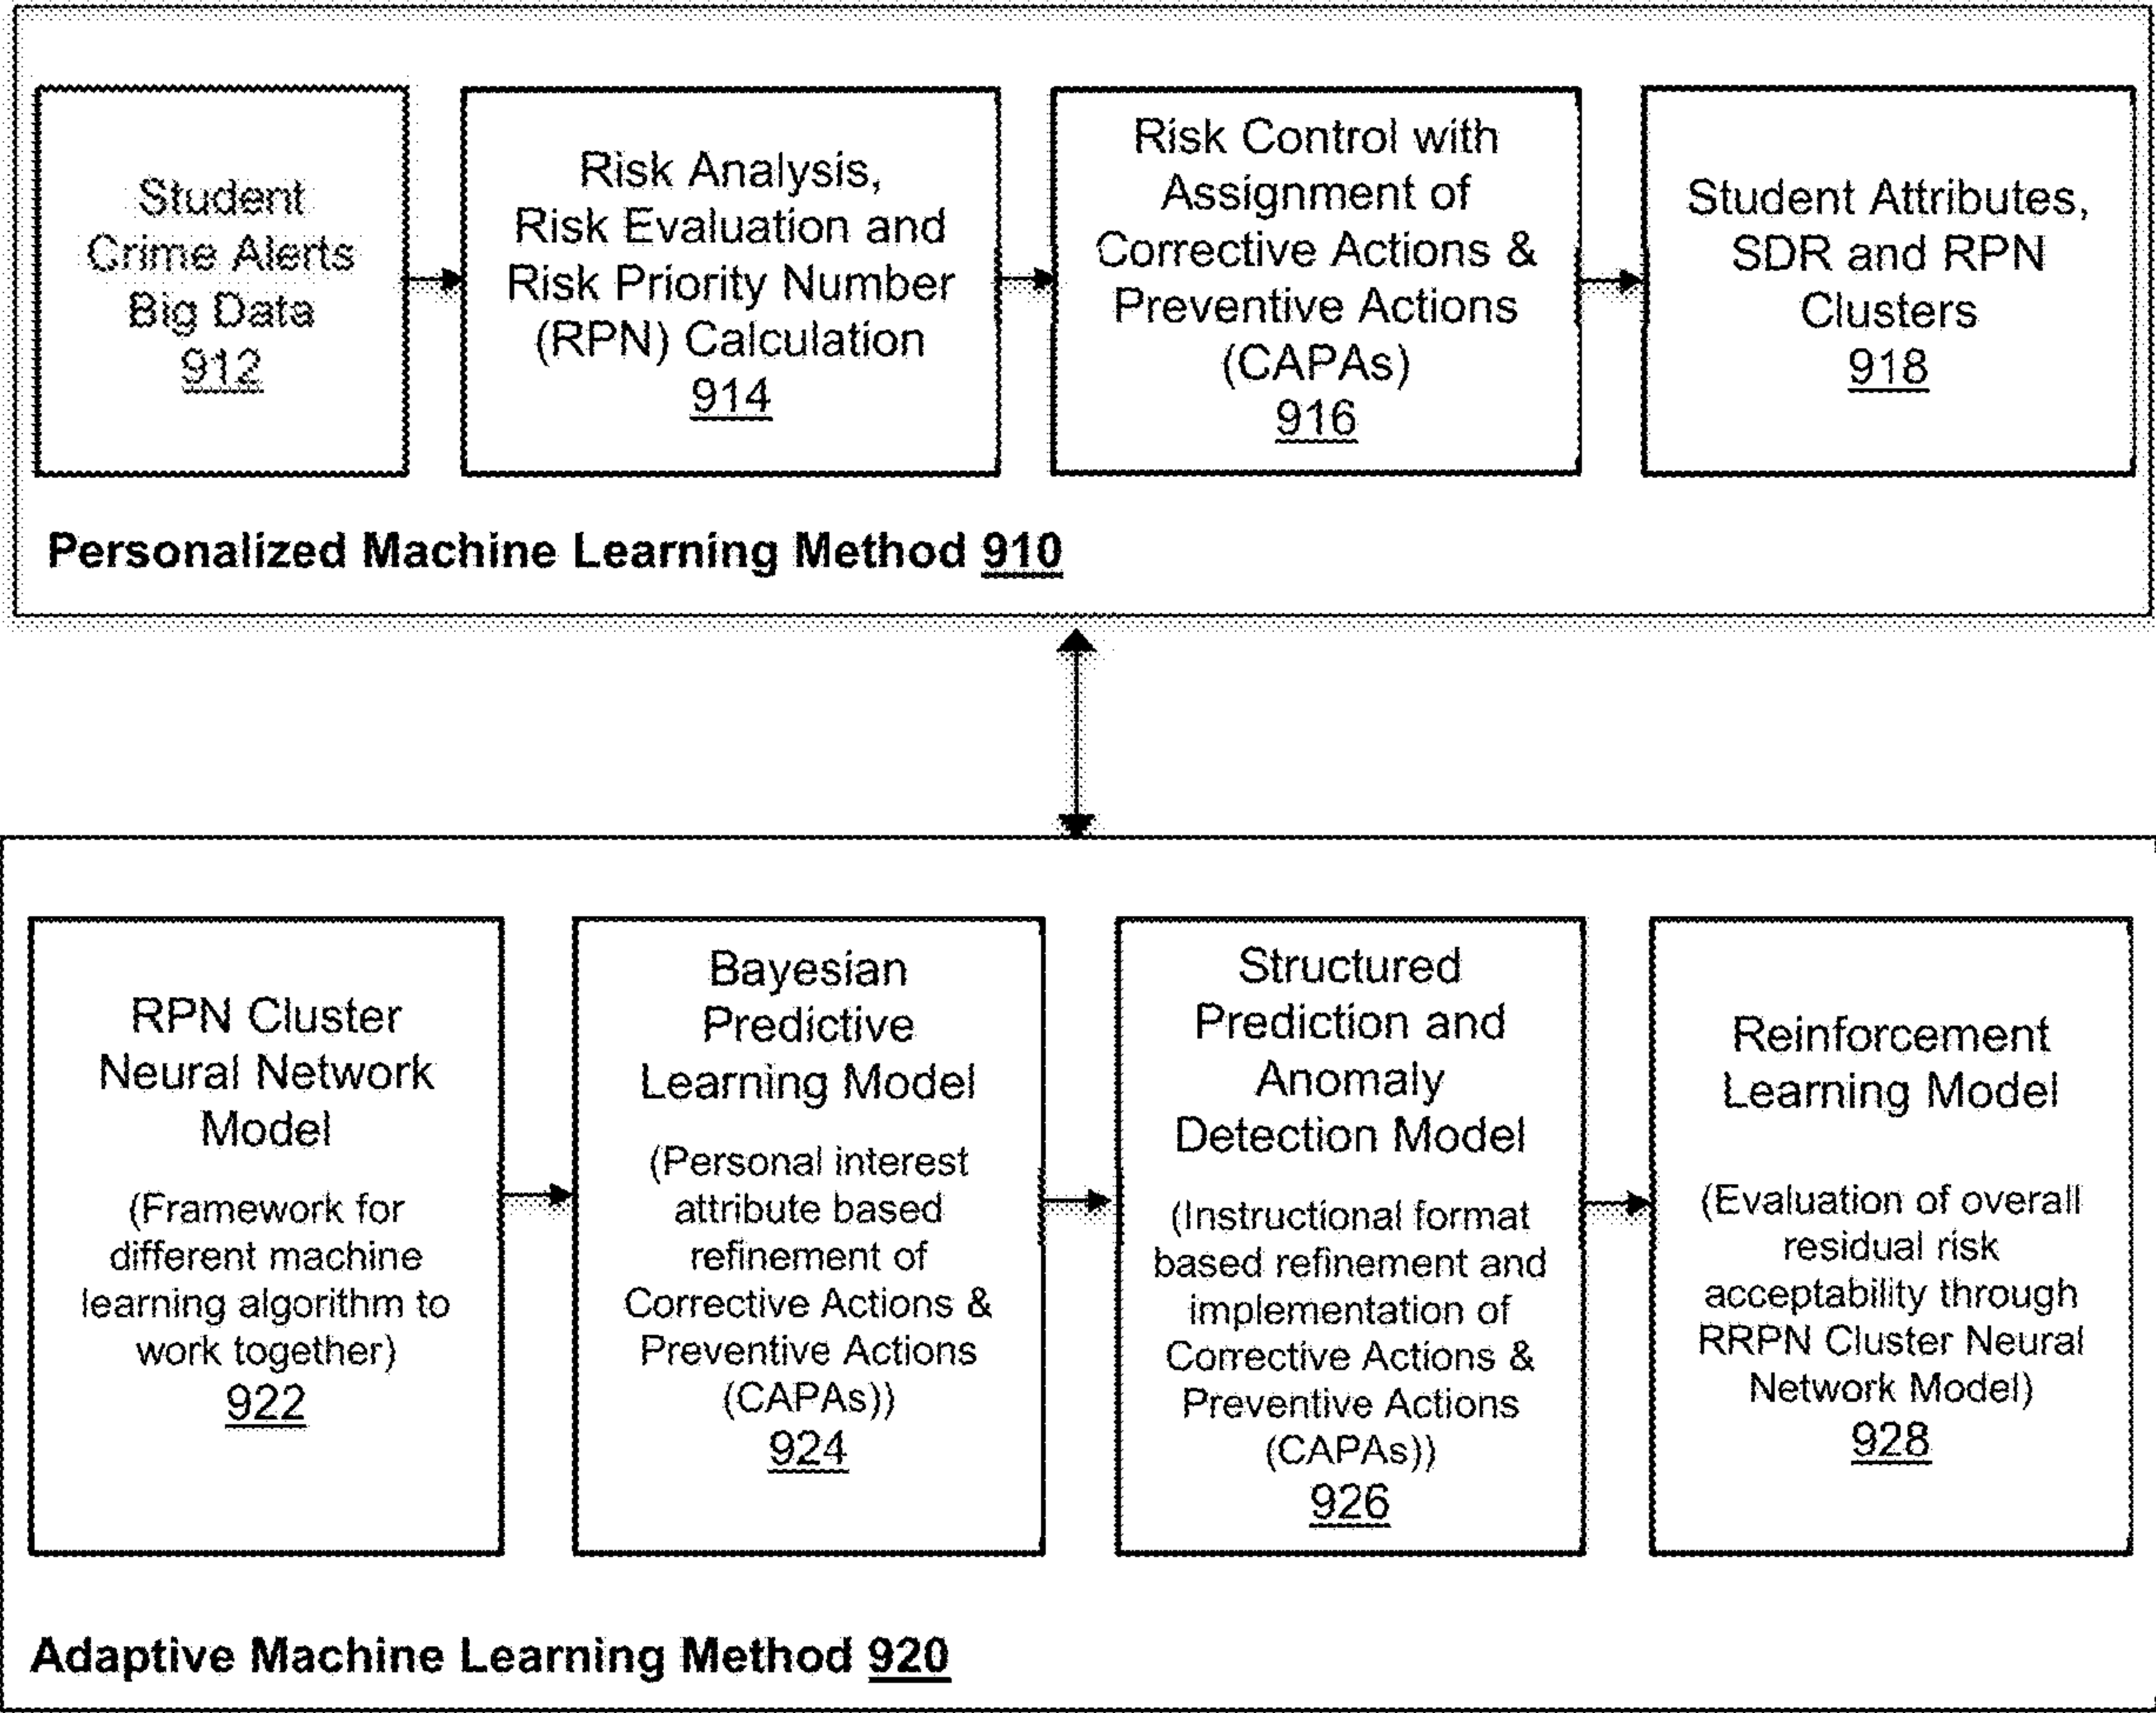 Student
Crime Alerts
Big Data
912
Risk Analysis,
Risk Evaluation and
Risk Priority Number
(RPN) Calculation
914
Risk Control with
Assignment of
Corrective Actions &
Preventive Actions
(CAPAs)
916
Student Attributes,
SDR and RPN
Clusters
918
Personalized Machine Learning Method 910
RPN Cluster
Neural Network
Model
(Framework for
different machine
learning algorithm to
work together)
922
Bayesian
Predictive
Learning Model
(Personal interest
attribute based
refinement of
Corrective Actions &
Preventive Actions
(CAPAs))
924
Structured
Prediction and
Anomaly
Detection Model
(Instructional format
based refinement and
implementation of
Corrective Actions &
Preventive Actions
(CAPAs))
926
Reinforcement
Learning Model
(Evaluation of overall
residual risk
acceptability through
RRPN Cluster Neural
Network Model)
928
Adaptive Machine Learning Method 920